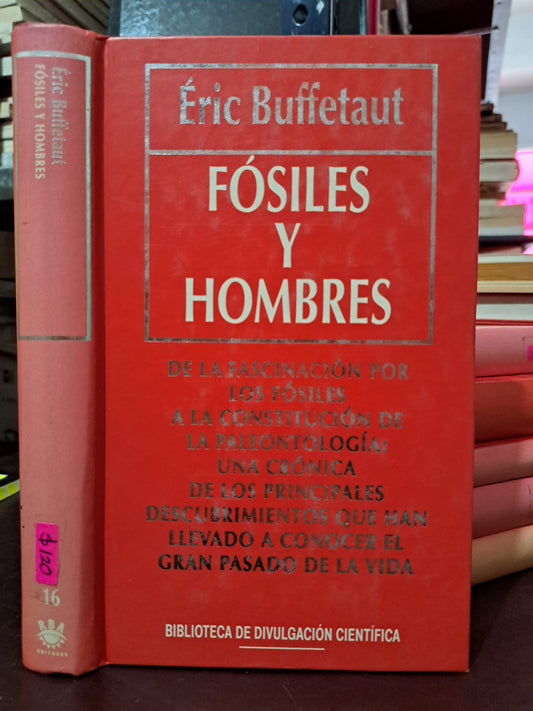 Éric Buffetaut
FÓSILES Y HOMBRES
$120
16
RBA
EDITORES
Éric Buffetaut
FÓSILES
Y
HOMBRES
DE LA FASCINACIÓN POR
LOS FÓSILES
A LA CONSTITUCIÓN DE
LA PALEONTOLOGÍA:
UNA CRÓNICA
DE LOS PRINCIPALES
DESCUBRIMIENTOS QUE HAN
LLEVADO A CONOCER EL
GRAN PASADO DE LA VIDA
BIBLIOTECA DE DIVULGACIÓN CIENTÍFICA